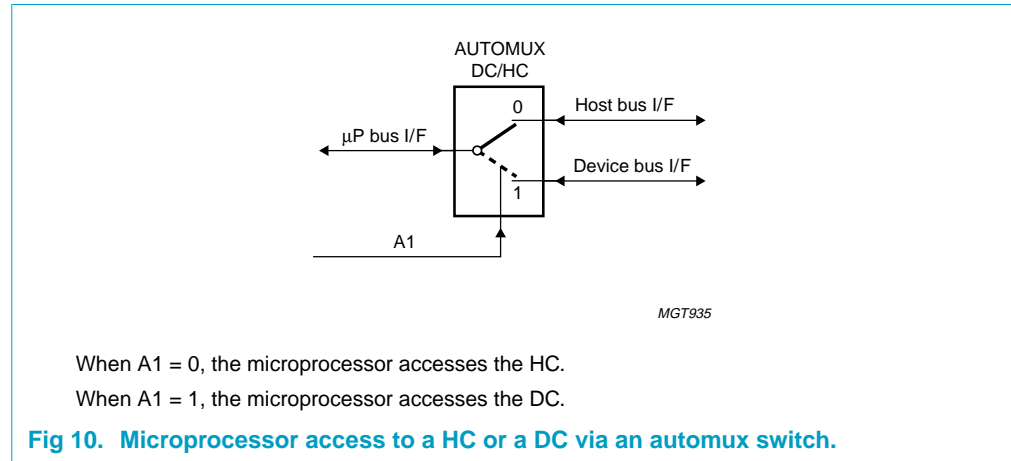 AUTOMUX
DC/HC
0
Host bus I/F
µP bus I/F
Device bus I/F
1
A1
MGT935
When A1 = 0, the microprocessor accesses the HC.
When A1 = 1, the microprocessor accesses the DC.
Fig 10. Microprocessor access to a HC or a DC via an automux switch.